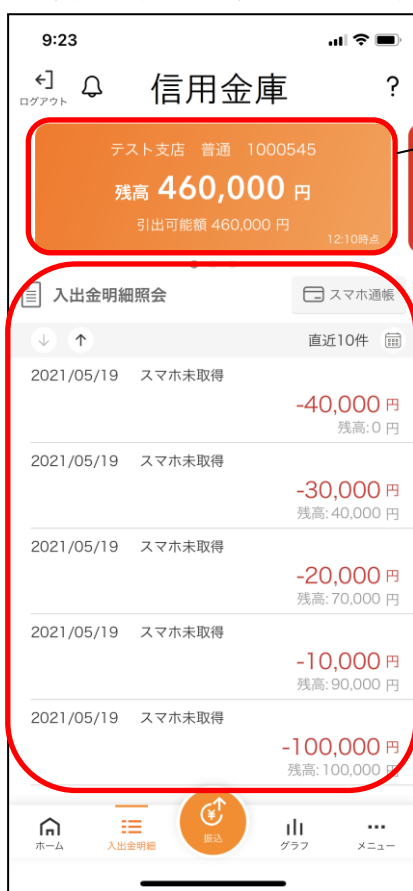 9:23
ログアウト
信用金庫
?
テスト支店 普通 1000545
残高 460,000 円
引出可能額 460,000 円
12:10時点
入出金明細照会
スマホ通帳
直近10件
2021/05/19 スマホ未取得
-40,000 円
残高:0 円
2021/05/19 スマホ未取得
-30,000 円
残高:40,000 円
2021/05/19 スマホ未取得
-20,000 円
残高:70,000 円
2021/05/19 スマホ未取得
-10,000 円
残高:90,000 円
2021/05/19 スマホ未取得
-100,000 円
残高:100,000 円
ホーム
入出金明細
¥
振込
グラフ
メニュー